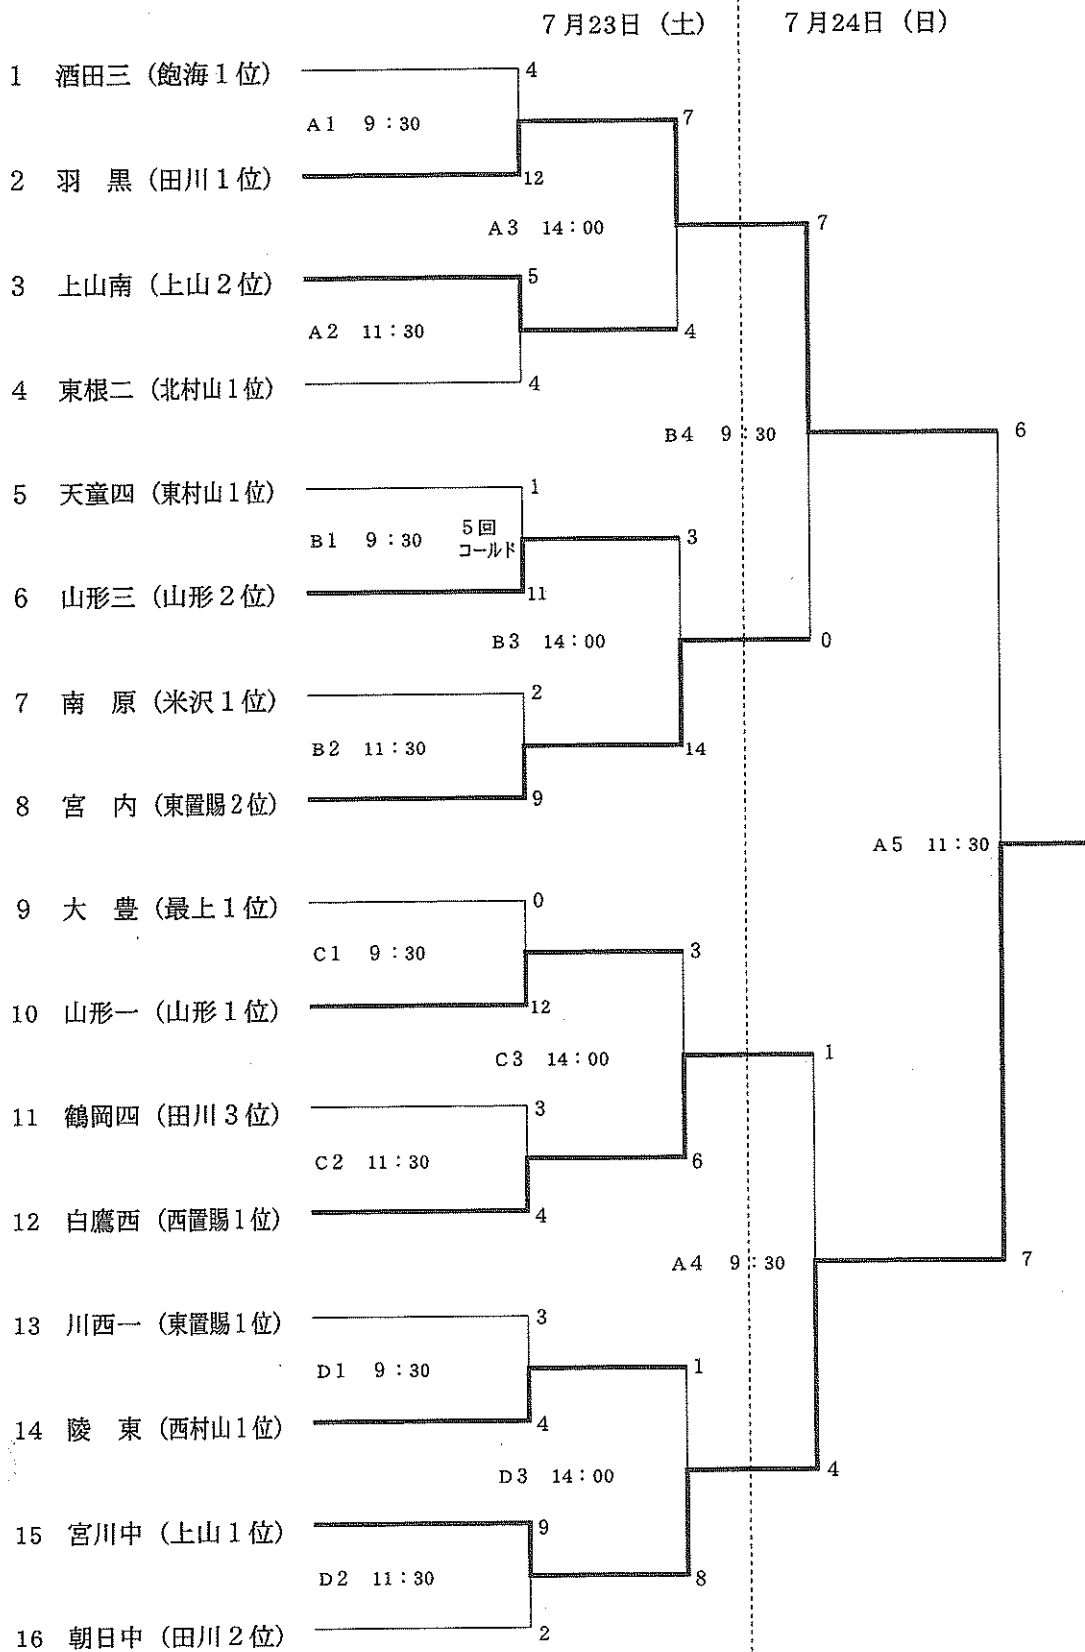 7月23日（土） 7月24日（日）
1 酒田三（飽海1位） 4
A1 9：30 7
2 羽 黒（田川1位） 12
A3 14：00 7
3 上山南（上山2位） 5
A2 11：30 4
4 東根二（北村山1位） 4
B4 9：30 6
5 天童四（東村山1位） 1
B1 9：30 5回コールド 3
6 山形三（山形2位） 11
B3 14：00 0
7 南 原（米沢1位） 2
B2 11：30 14
8 宮 内（東置賜2位） 9
A5 11：30
9 大 豊（最上1位） 0
C1 9：30 3
10 山形一（山形1位） 12
C3 14：00 1
11 鶴岡四（田川3位） 3
C2 11：30 6
12 白鷹西（西置賜1位） 4
A4 9：30 7
13 川西一（東置賜1位） 3
D1 9：30 1
14 陵 東（西村山1位） 4
D3 14：00 4
15 宮川中（上山1位） 9
D2 11：30 8
16 朝日中（田川2位） 2